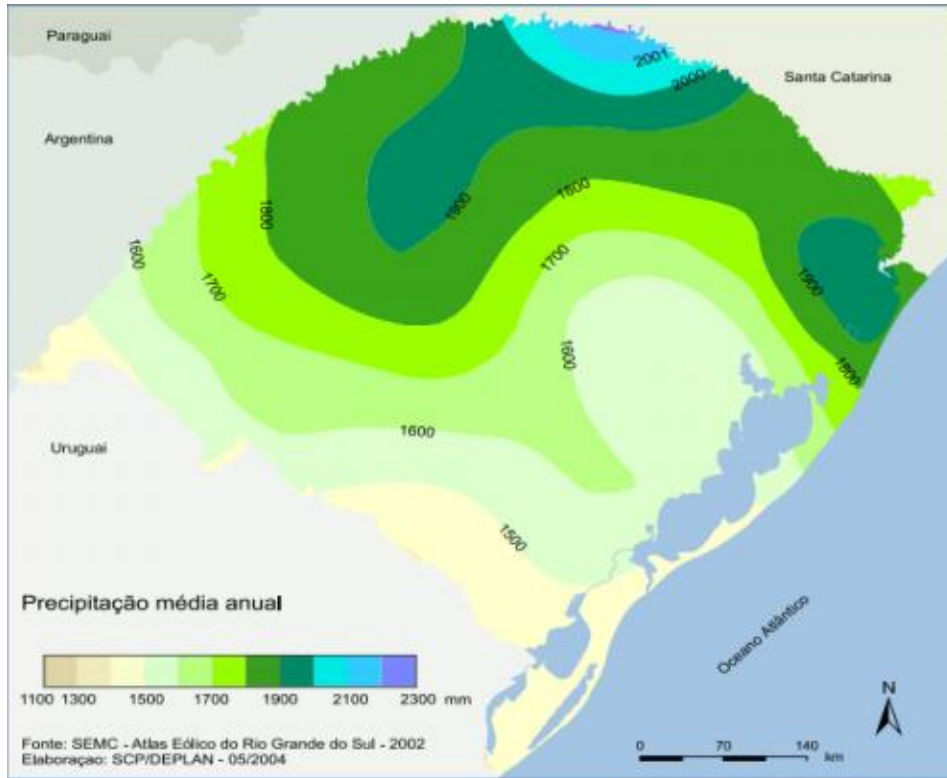 Paraguai
Santa Catarina
Argentina
Uruguai
Oceano Atlântico
2001
2000
1900
1800
1800
1700
1700
1600
1600
1600
1900
1800
1500
Precipitação média anual
1100 1300 1500 1700 1900 2100 2300 mm
Fonte: SEMC - Atlas Eólico do Rio Grande do Sul - 2002
Elaboraçao: SCP/DEPLAN - 05/2004
N
0 70 140
km